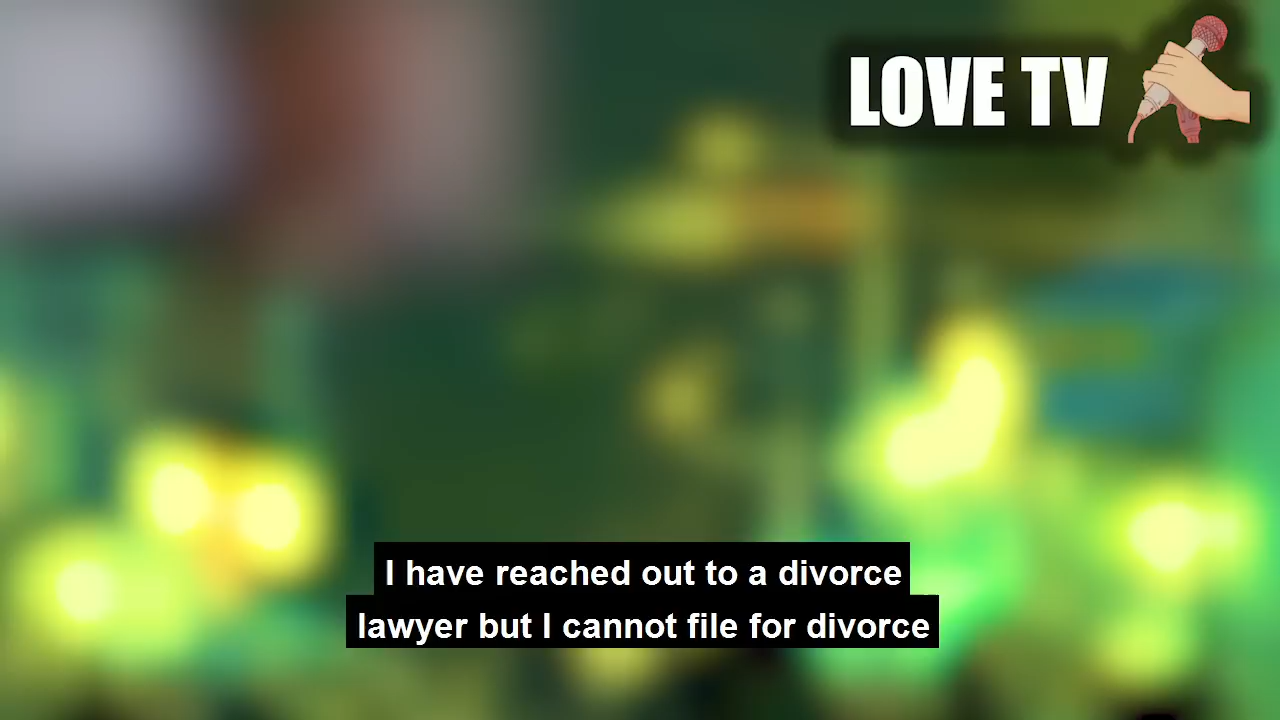 LOVE TV
I have reached out to a divorce
lawyer but I cannot file for divorce